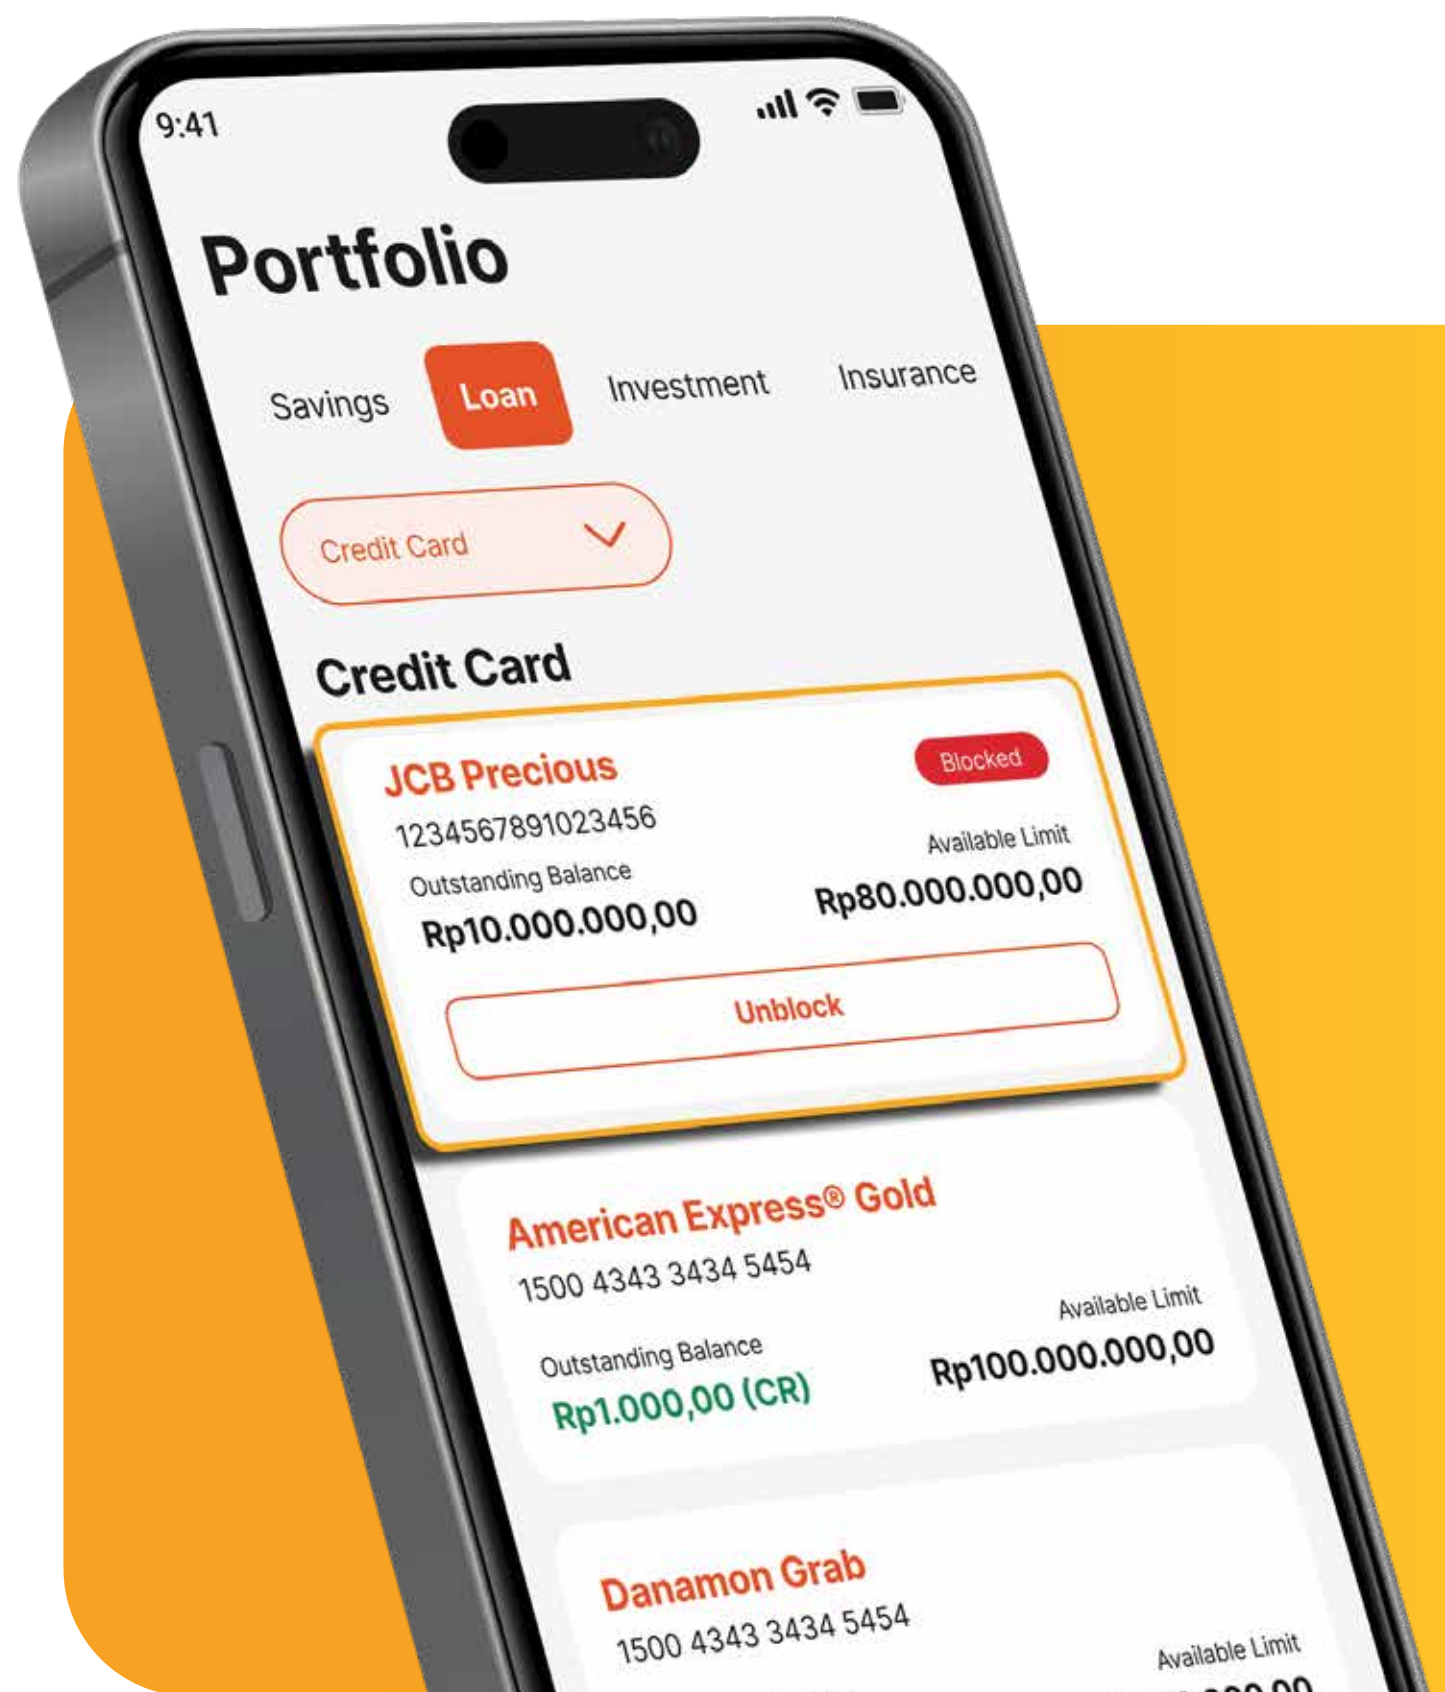 9:41
Portfolio
Savings Loan Investment Insurance
Credit Card
Credit Card
JCB Precious Blocked
1234567891023456
Outstanding Balance Available Limit
Rp10.000.000,00 Rp80.000.000,00
Unblock
American Express® Gold
1500 4343 3434 5454
Outstanding Balance Available Limit
Rp1.000,00 (CR) Rp100.000.000,00
Danamon Grab
1500 4343 3434 5454
Available Limit